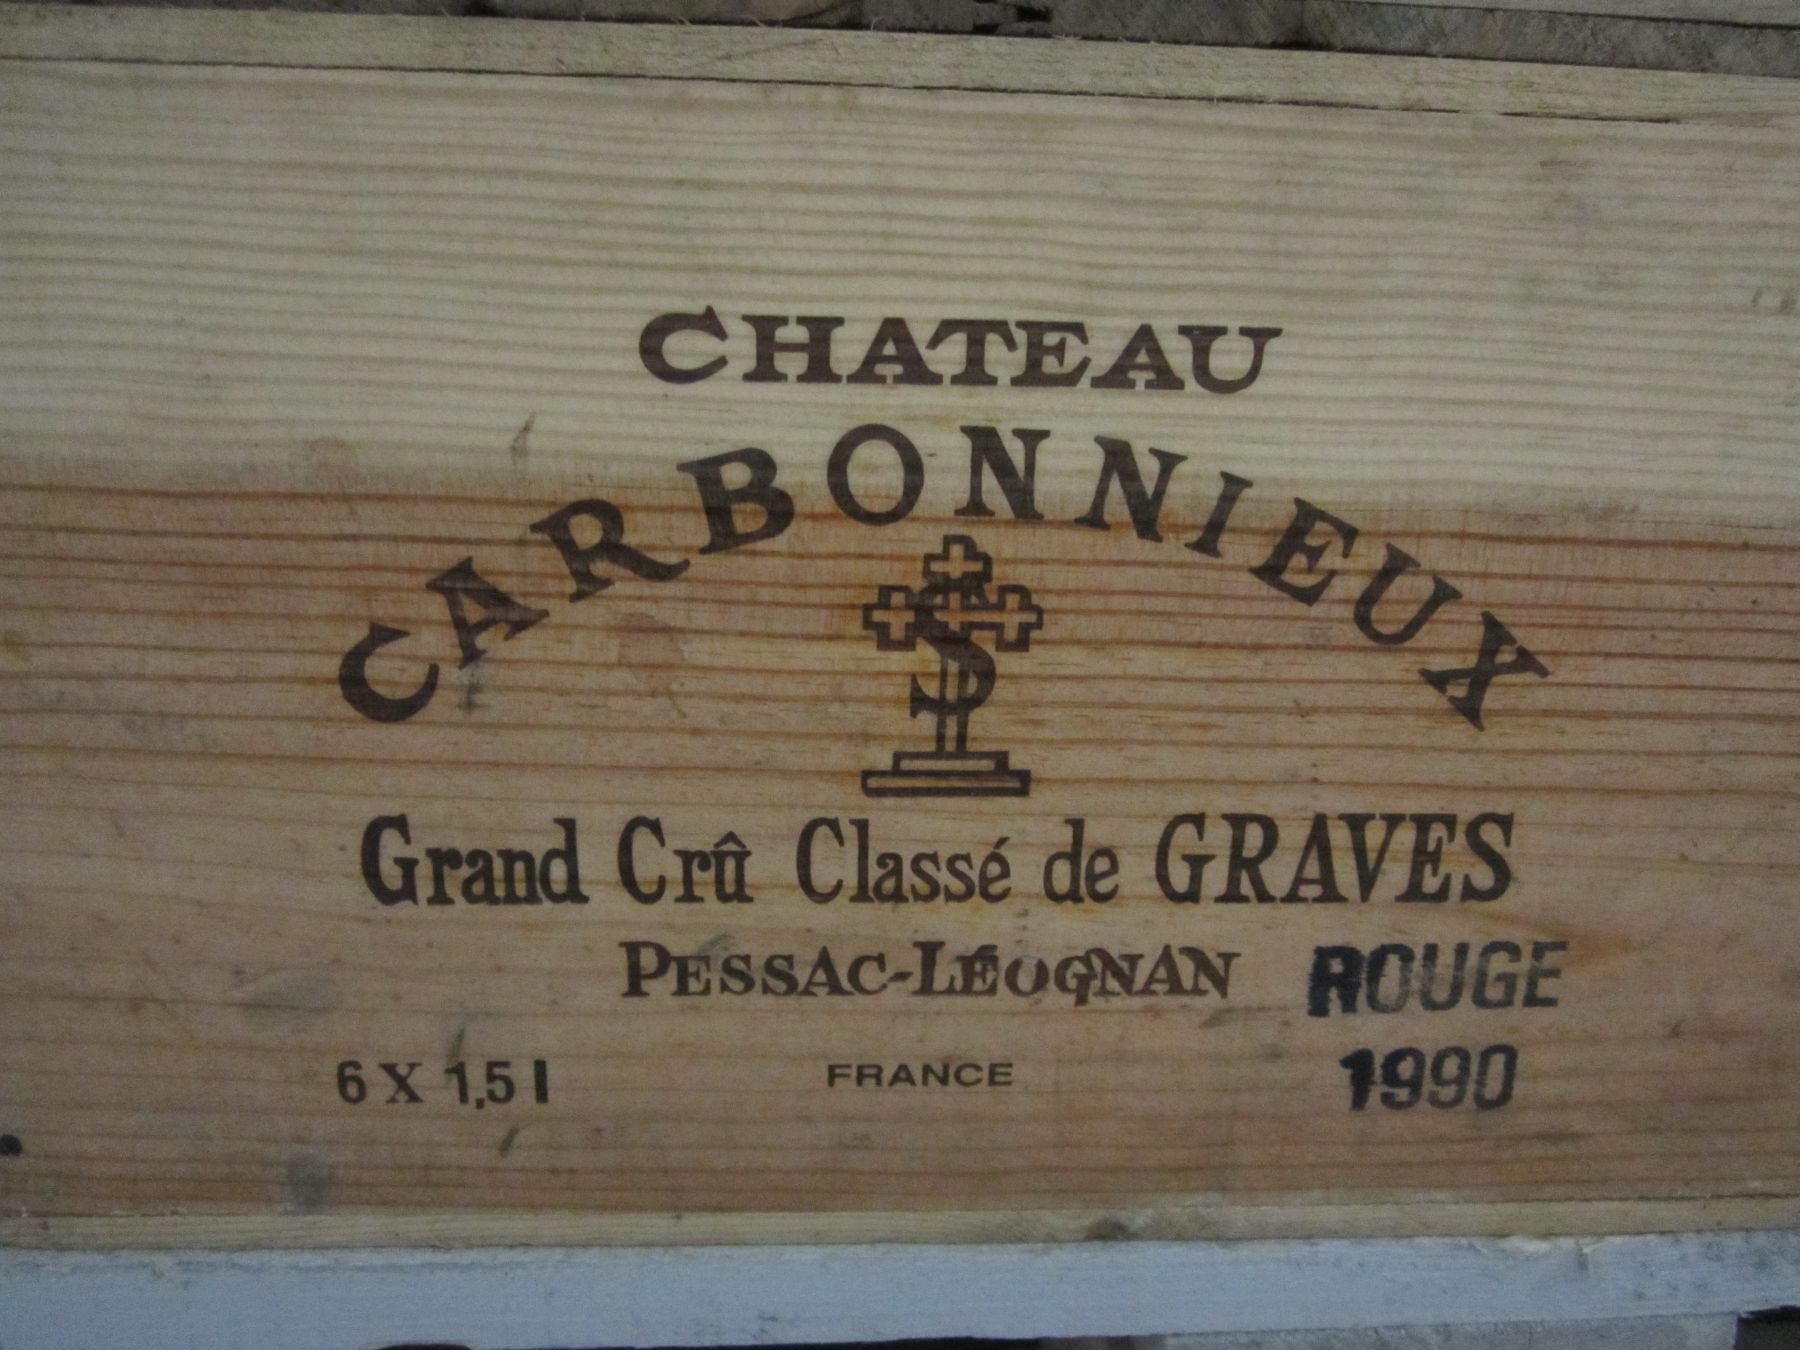 CHATEAU
CARBONNIEUX
S
Grand Crû Classé de GRAVES
PESSAC-LÉOGNAN ROUGE
6 X 1,5 l FRANCE 1990